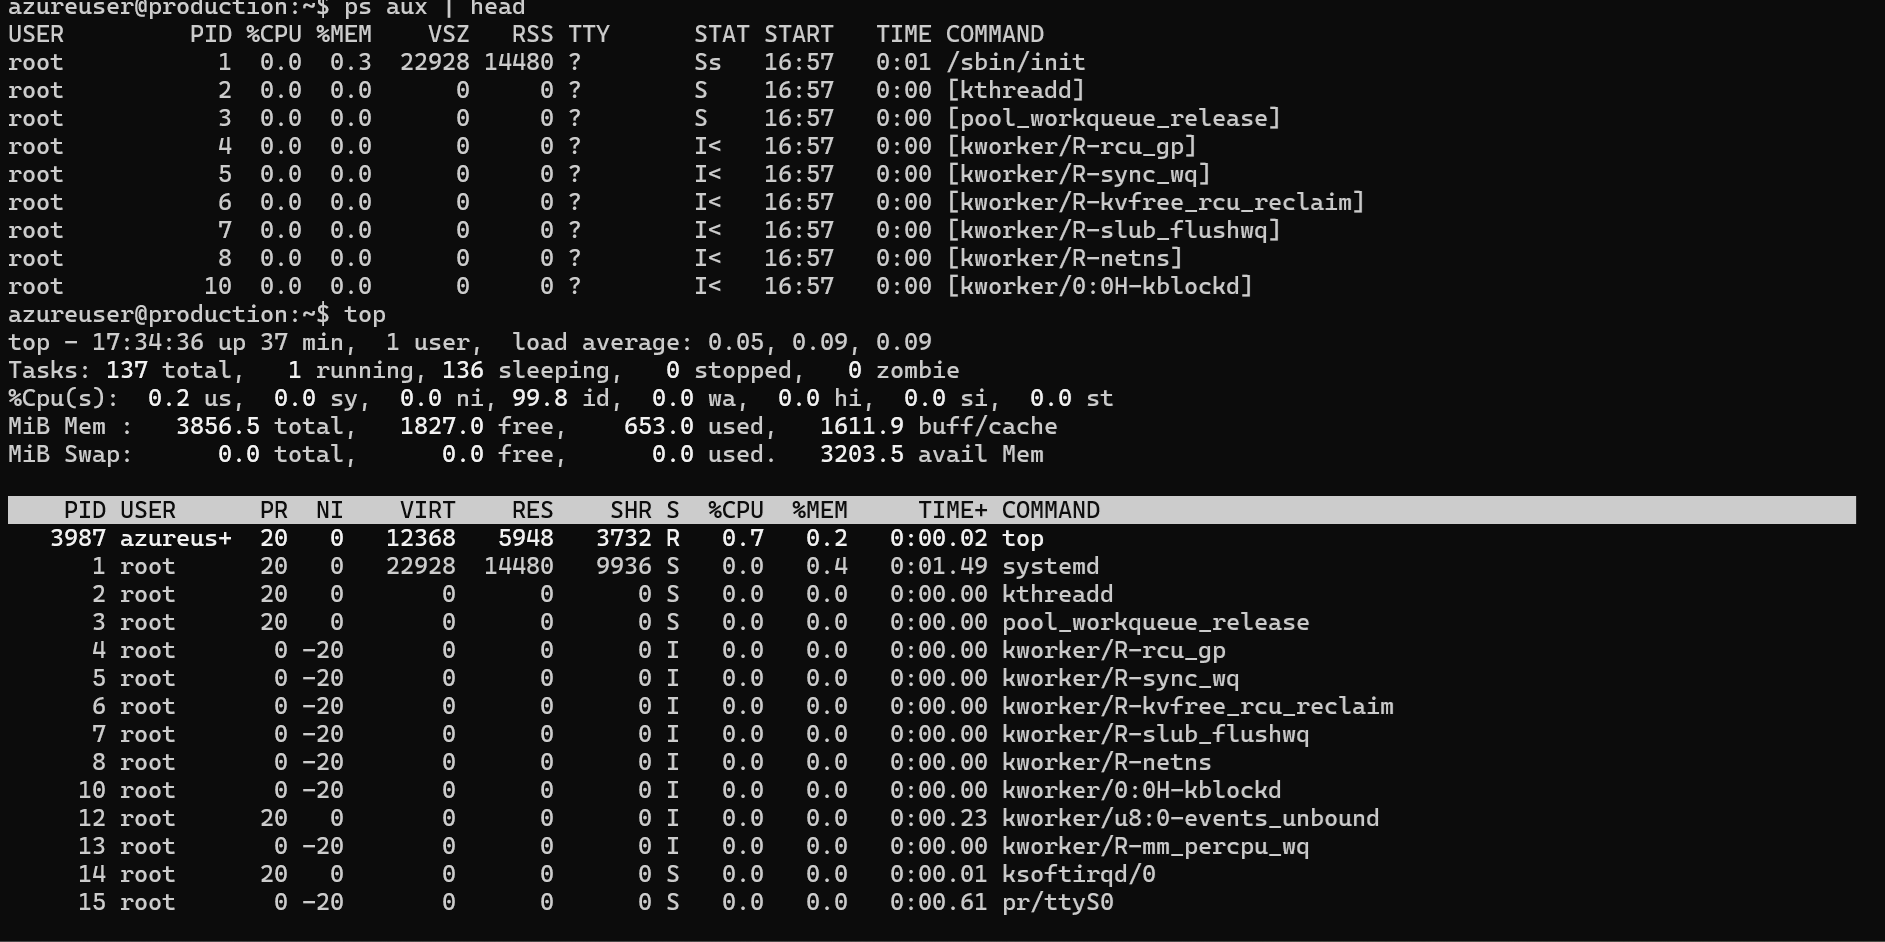 azureuser@production:~$ ps aux | head
USER         PID %CPU %MEM    VSZ   RSS TTY      STAT START   TIME COMMAND
root           1  0.0  0.3  22928 14480 ?        Ss   16:57   0:01 /sbin/init
root           2  0.0  0.0      0     0 ?        S    16:57   0:00 [kthreadd]
root           3  0.0  0.0      0     0 ?        S    16:57   0:00 [pool_workqueue_release]
root           4  0.0  0.0      0     0 ?        I<   16:57   0:00 [kworker/R-rcu_gp]
root           5  0.0  0.0      0     0 ?        I<   16:57   0:00 [kworker/R-sync_wq]
root           6  0.0  0.0      0     0 ?        I<   16:57   0:00 [kworker/R-kvfree_rcu_reclaim]
root           7  0.0  0.0      0     0 ?        I<   16:57   0:00 [kworker/R-slub_flushwq]
root           8  0.0  0.0      0     0 ?        I<   16:57   0:00 [kworker/R-netns]
root          10  0.0  0.0      0     0 ?        I<   16:57   0:00 [kworker/0:0H-kblockd]
azureuser@production:~$ top
top - 17:34:36 up 37 min,  1 user,  load average: 0.05, 0.09, 0.09
Tasks: 137 total,   1 running, 136 sleeping,   0 stopped,   0 zombie
%Cpu(s):  0.2 us,  0.0 sy,  0.0 ni, 99.8 id,  0.0 wa,  0.0 hi,  0.0 si,  0.0 st
MiB Mem :   3856.5 total,   1827.0 free,    653.0 used,   1611.9 buff/cache
MiB Swap:      0.0 total,      0.0 free,      0.0 used.   3203.5 avail Mem
    PID USER      PR  NI    VIRT    RES    SHR S  %CPU  %MEM     TIME+ COMMAND
   3987 azureus+  20   0   12368   5948   3732 R   0.7   0.2   0:00.02 top
      1 root      20   0   22928  14480   9936 S   0.0   0.4   0:01.49 systemd
      2 root      20   0       0      0      0 S   0.0   0.0   0:00.00 kthreadd
      3 root      20   0       0      0      0 S   0.0   0.0   0:00.00 pool_workqueue_release
      4 root       0 -20       0      0      0 I   0.0   0.0   0:00.00 kworker/R-rcu_gp
      5 root       0 -20       0      0      0 I   0.0   0.0   0:00.00 kworker/R-sync_wq
      6 root       0 -20       0      0      0 I   0.0   0.0   0:00.00 kworker/R-kvfree_rcu_reclaim
      7 root       0 -20       0      0      0 I   0.0   0.0   0:00.00 kworker/R-slub_flushwq
      8 root       0 -20       0      0      0 I   0.0   0.0   0:00.00 kworker/R-netns
     10 root       0 -20       0      0      0 I   0.0   0.0   0:00.00 kworker/0:0H-kblockd
     12 root      20   0       0      0      0 I   0.0   0.0   0:00.23 kworker/u8:0-events_unbound
     13 root       0 -20       0      0      0 I   0.0   0.0   0:00.00 kworker/R-mm_percpu_wq
     14 root      20   0       0      0      0 S   0.0   0.0   0:00.01 ksoftirqd/0
     15 root       0 -20       0      0      0 S   0.0   0.0   0:00.61 pr/ttyS0